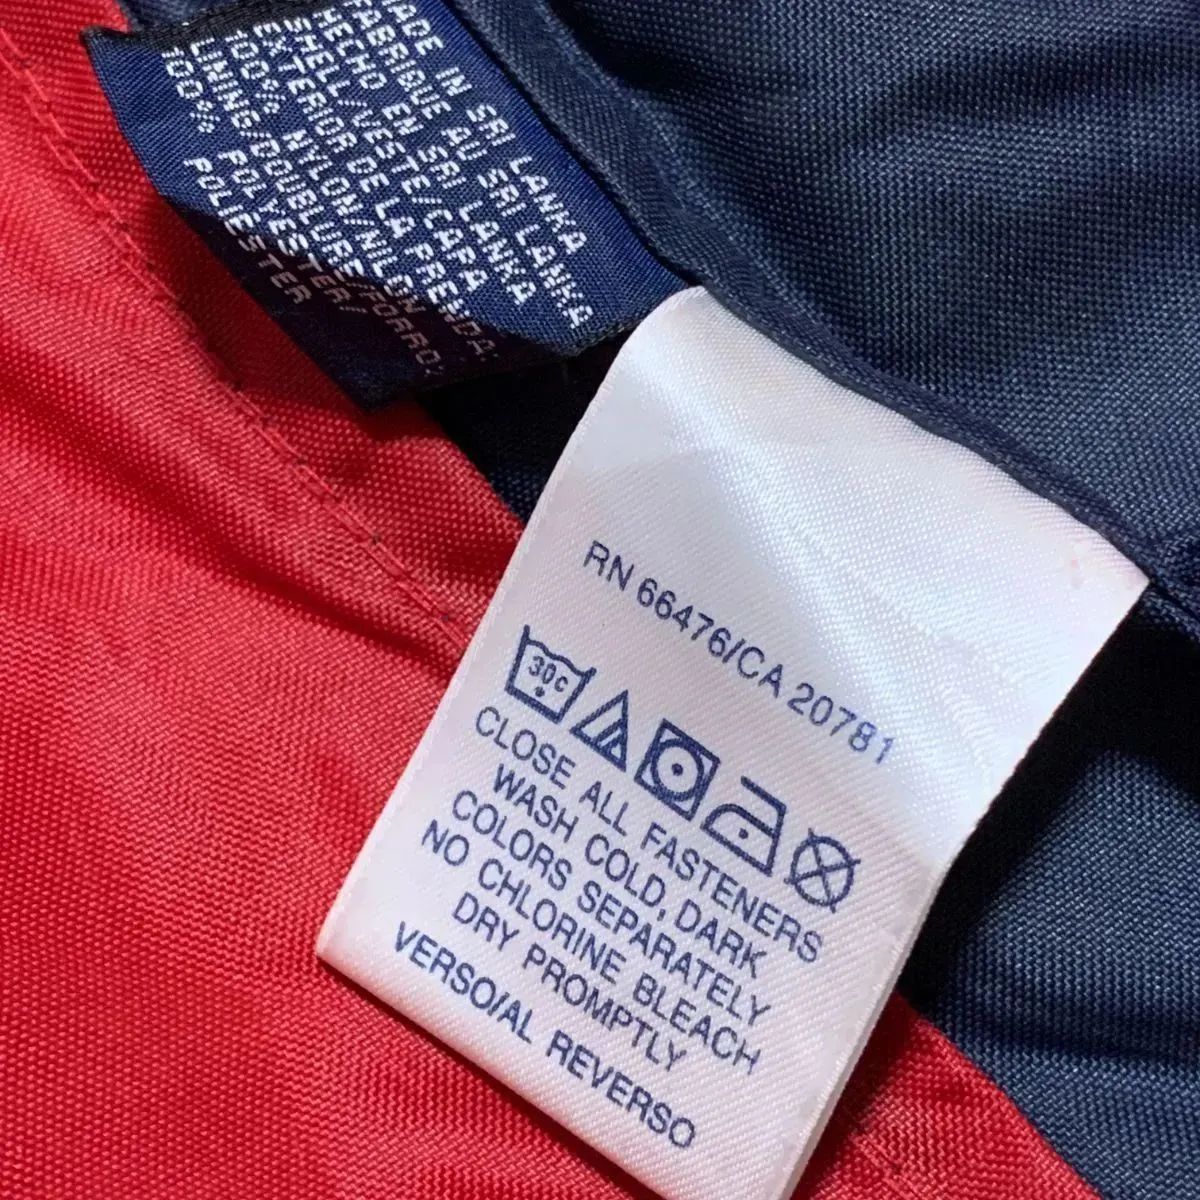 MADE IN SRI LANKA
FABRIQUE AU SRI LANKA
HECHO EN SRI LANKA
SHELL/VESTE/CAPA
EXTERIOR DE LA PRENDA:
100% NYLON/NILON
LINING/DOUBLURE/FORRO:
100% POLYESTER/
POLIESTER
RN 66476/CA 20781
30c
CLOSE ALL FASTENERS
WASH COLD, DARK
COLORS SEPARATELY
NO CHLORINE BLEACH
DRY PROMPTLY
VERSO/AL REVERSO